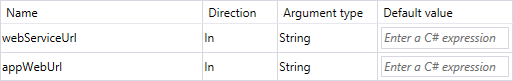 Name Direction Argument type Default value
webServiceUrl In String Enter a C# expression
appWebUrl In String Enter a C# expression